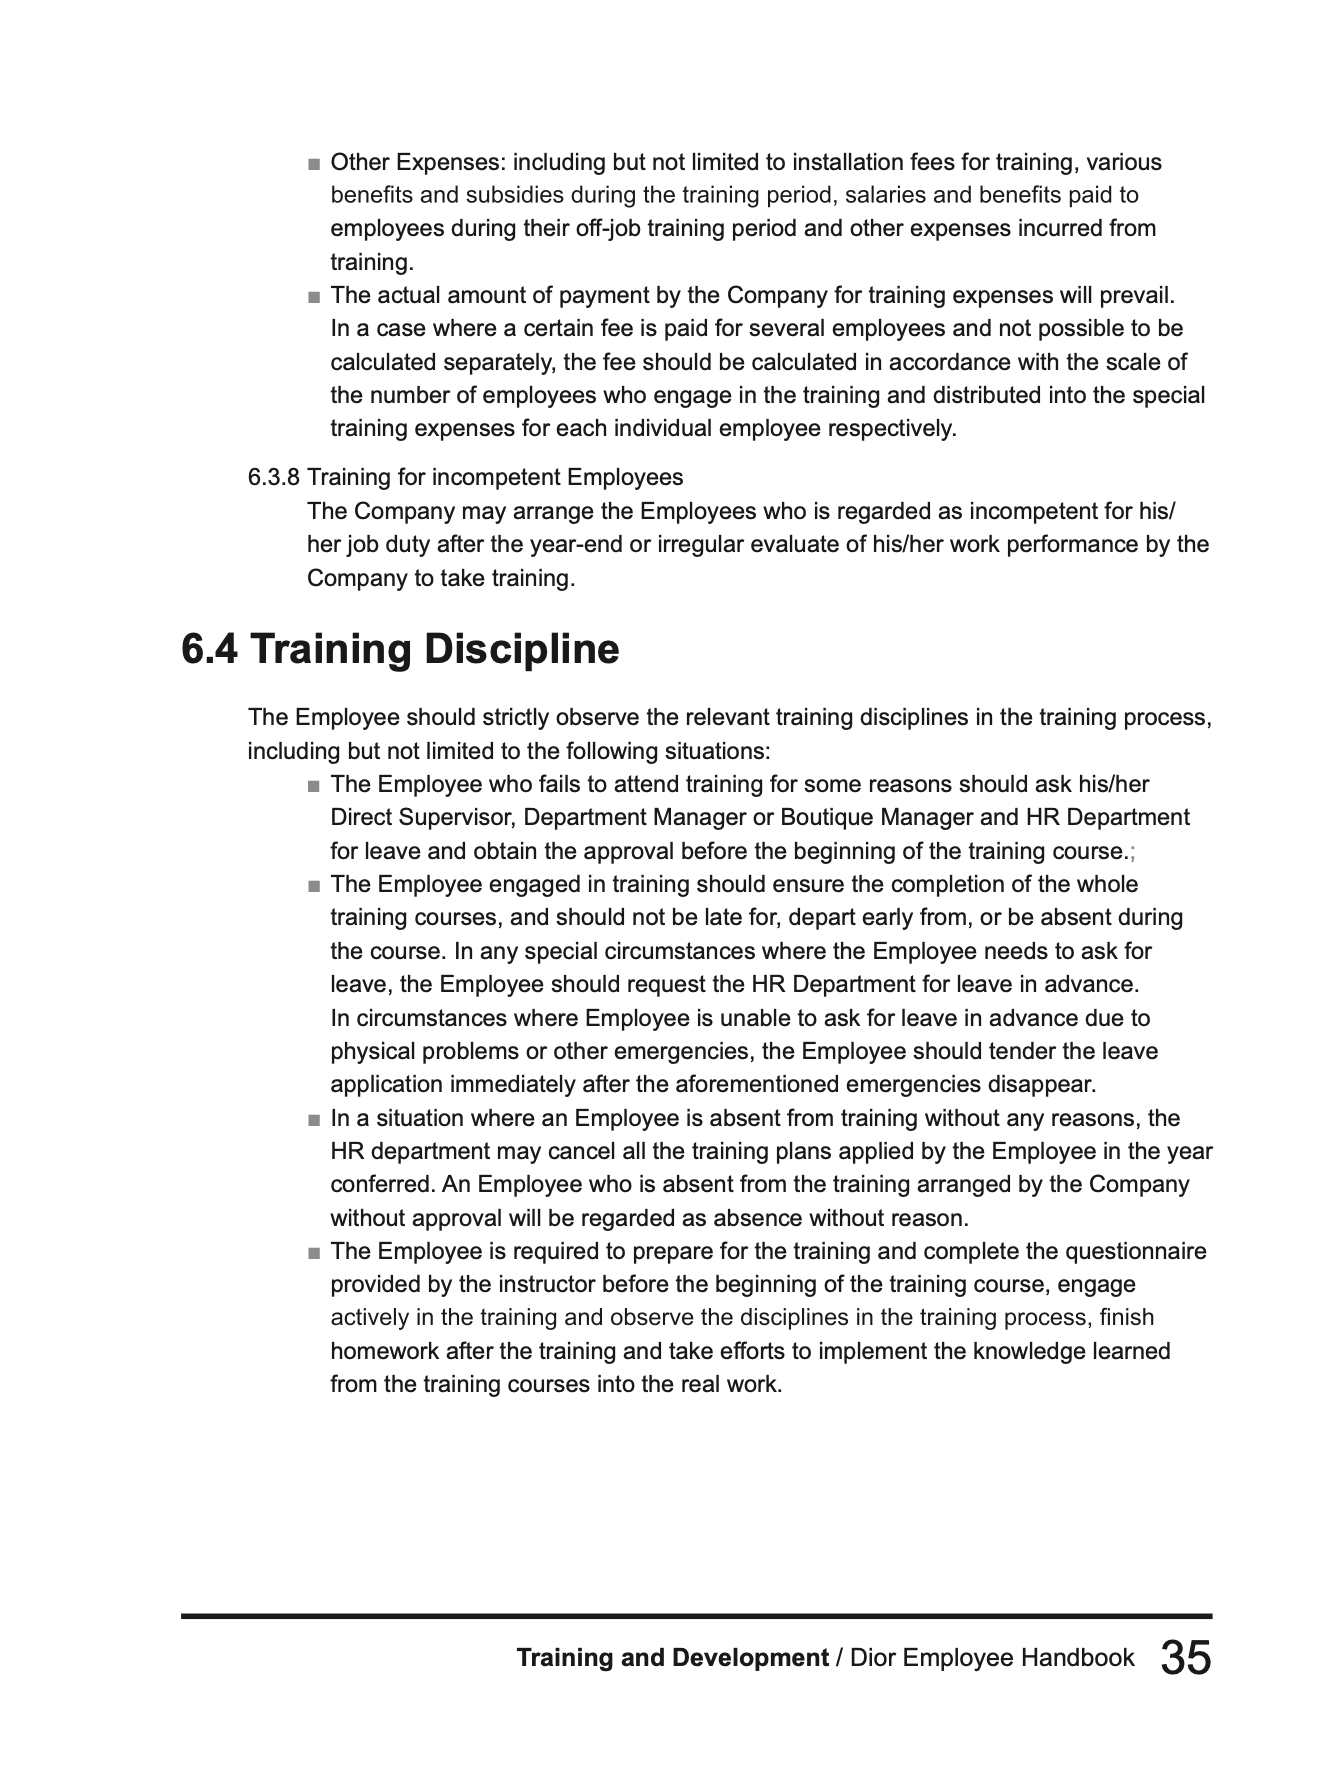 ■ Other Expenses: including but not limited to installation fees for training, various
benefits and subsidies during the training period, salaries and benefits paid to
employees during their off-job training period and other expenses incurred from
training.
■ The actual amount of payment by the Company for training expenses will prevail.
In a case where a certain fee is paid for several employees and not possible to be
calculated separately, the fee should be calculated in accordance with the scale of
the number of employees who engage in the training and distributed into the special
training expenses for each individual employee respectively.
6.3.8 Training for incompetent Employees
The Company may arrange the Employees who is regarded as incompetent for his/
her job duty after the year-end or irregular evaluate of his/her work performance by the
Company to take training.
6.4 Training Discipline
The Employee should strictly observe the relevant training disciplines in the training process,
including but not limited to the following situations:
■ The Employee who fails to attend training for some reasons should ask his/her
Direct Supervisor, Department Manager or Boutique Manager and HR Department
for leave and obtain the approval before the beginning of the training course.;
■ The Employee engaged in training should ensure the completion of the whole
training courses, and should not be late for, depart early from, or be absent during
the course. In any special circumstances where the Employee needs to ask for
leave, the Employee should request the HR Department for leave in advance.
In circumstances where Employee is unable to ask for leave in advance due to
physical problems or other emergencies, the Employee should tender the leave
application immediately after the aforementioned emergencies disappear.
■ In a situation where an Employee is absent from training without any reasons, the
HR department may cancel all the training plans applied by the Employee in the year
conferred. An Employee who is absent from the training arranged by the Company
without approval will be regarded as absence without reason.
■ The Employee is required to prepare for the training and complete the questionnaire
provided by the instructor before the beginning of the training course, engage
actively in the training and observe the disciplines in the training process, finish
homework after the training and take efforts to implement the knowledge learned
from the training courses into the real work.
Training and Development / Dior Employee Handbook 35